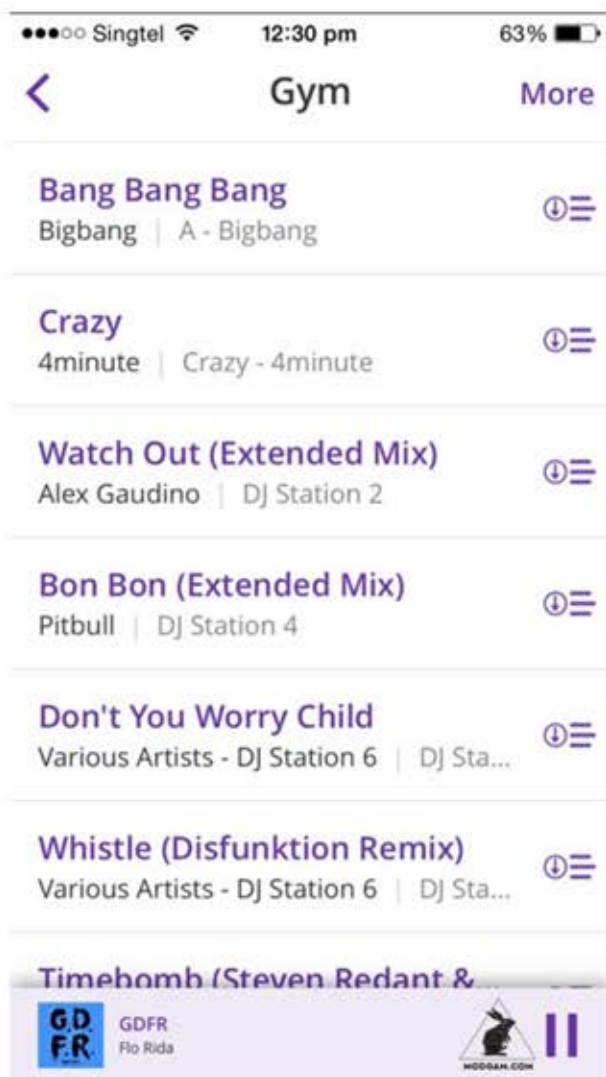 Singtel 12:30 pm 63%
Gym More
Bang Bang Bang
Bigbang | A - Bigbang
Crazy
4minute | Crazy - 4minute
Watch Out (Extended Mix)
Alex Gaudino | DJ Station 2
Bon Bon (Extended Mix)
Pitbull | DJ Station 4
Don't You Worry Child
Various Artists - DJ Station 6 | DJ Sta...
Whistle (Disfunktion Remix)
Various Artists - DJ Station 6 | DJ Sta...
Timebomb (Steven Redant &...
G.D.
F.R.
GDFR
Flo Rida
MODGAM.COM